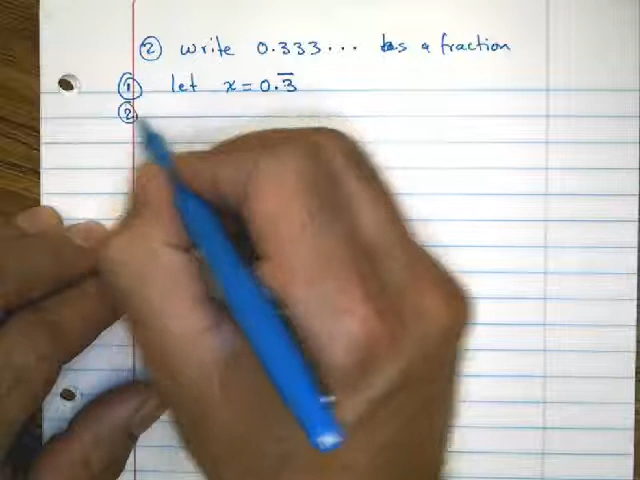 ② write 0.333... as a fraction
① let x = 0.3̅
②